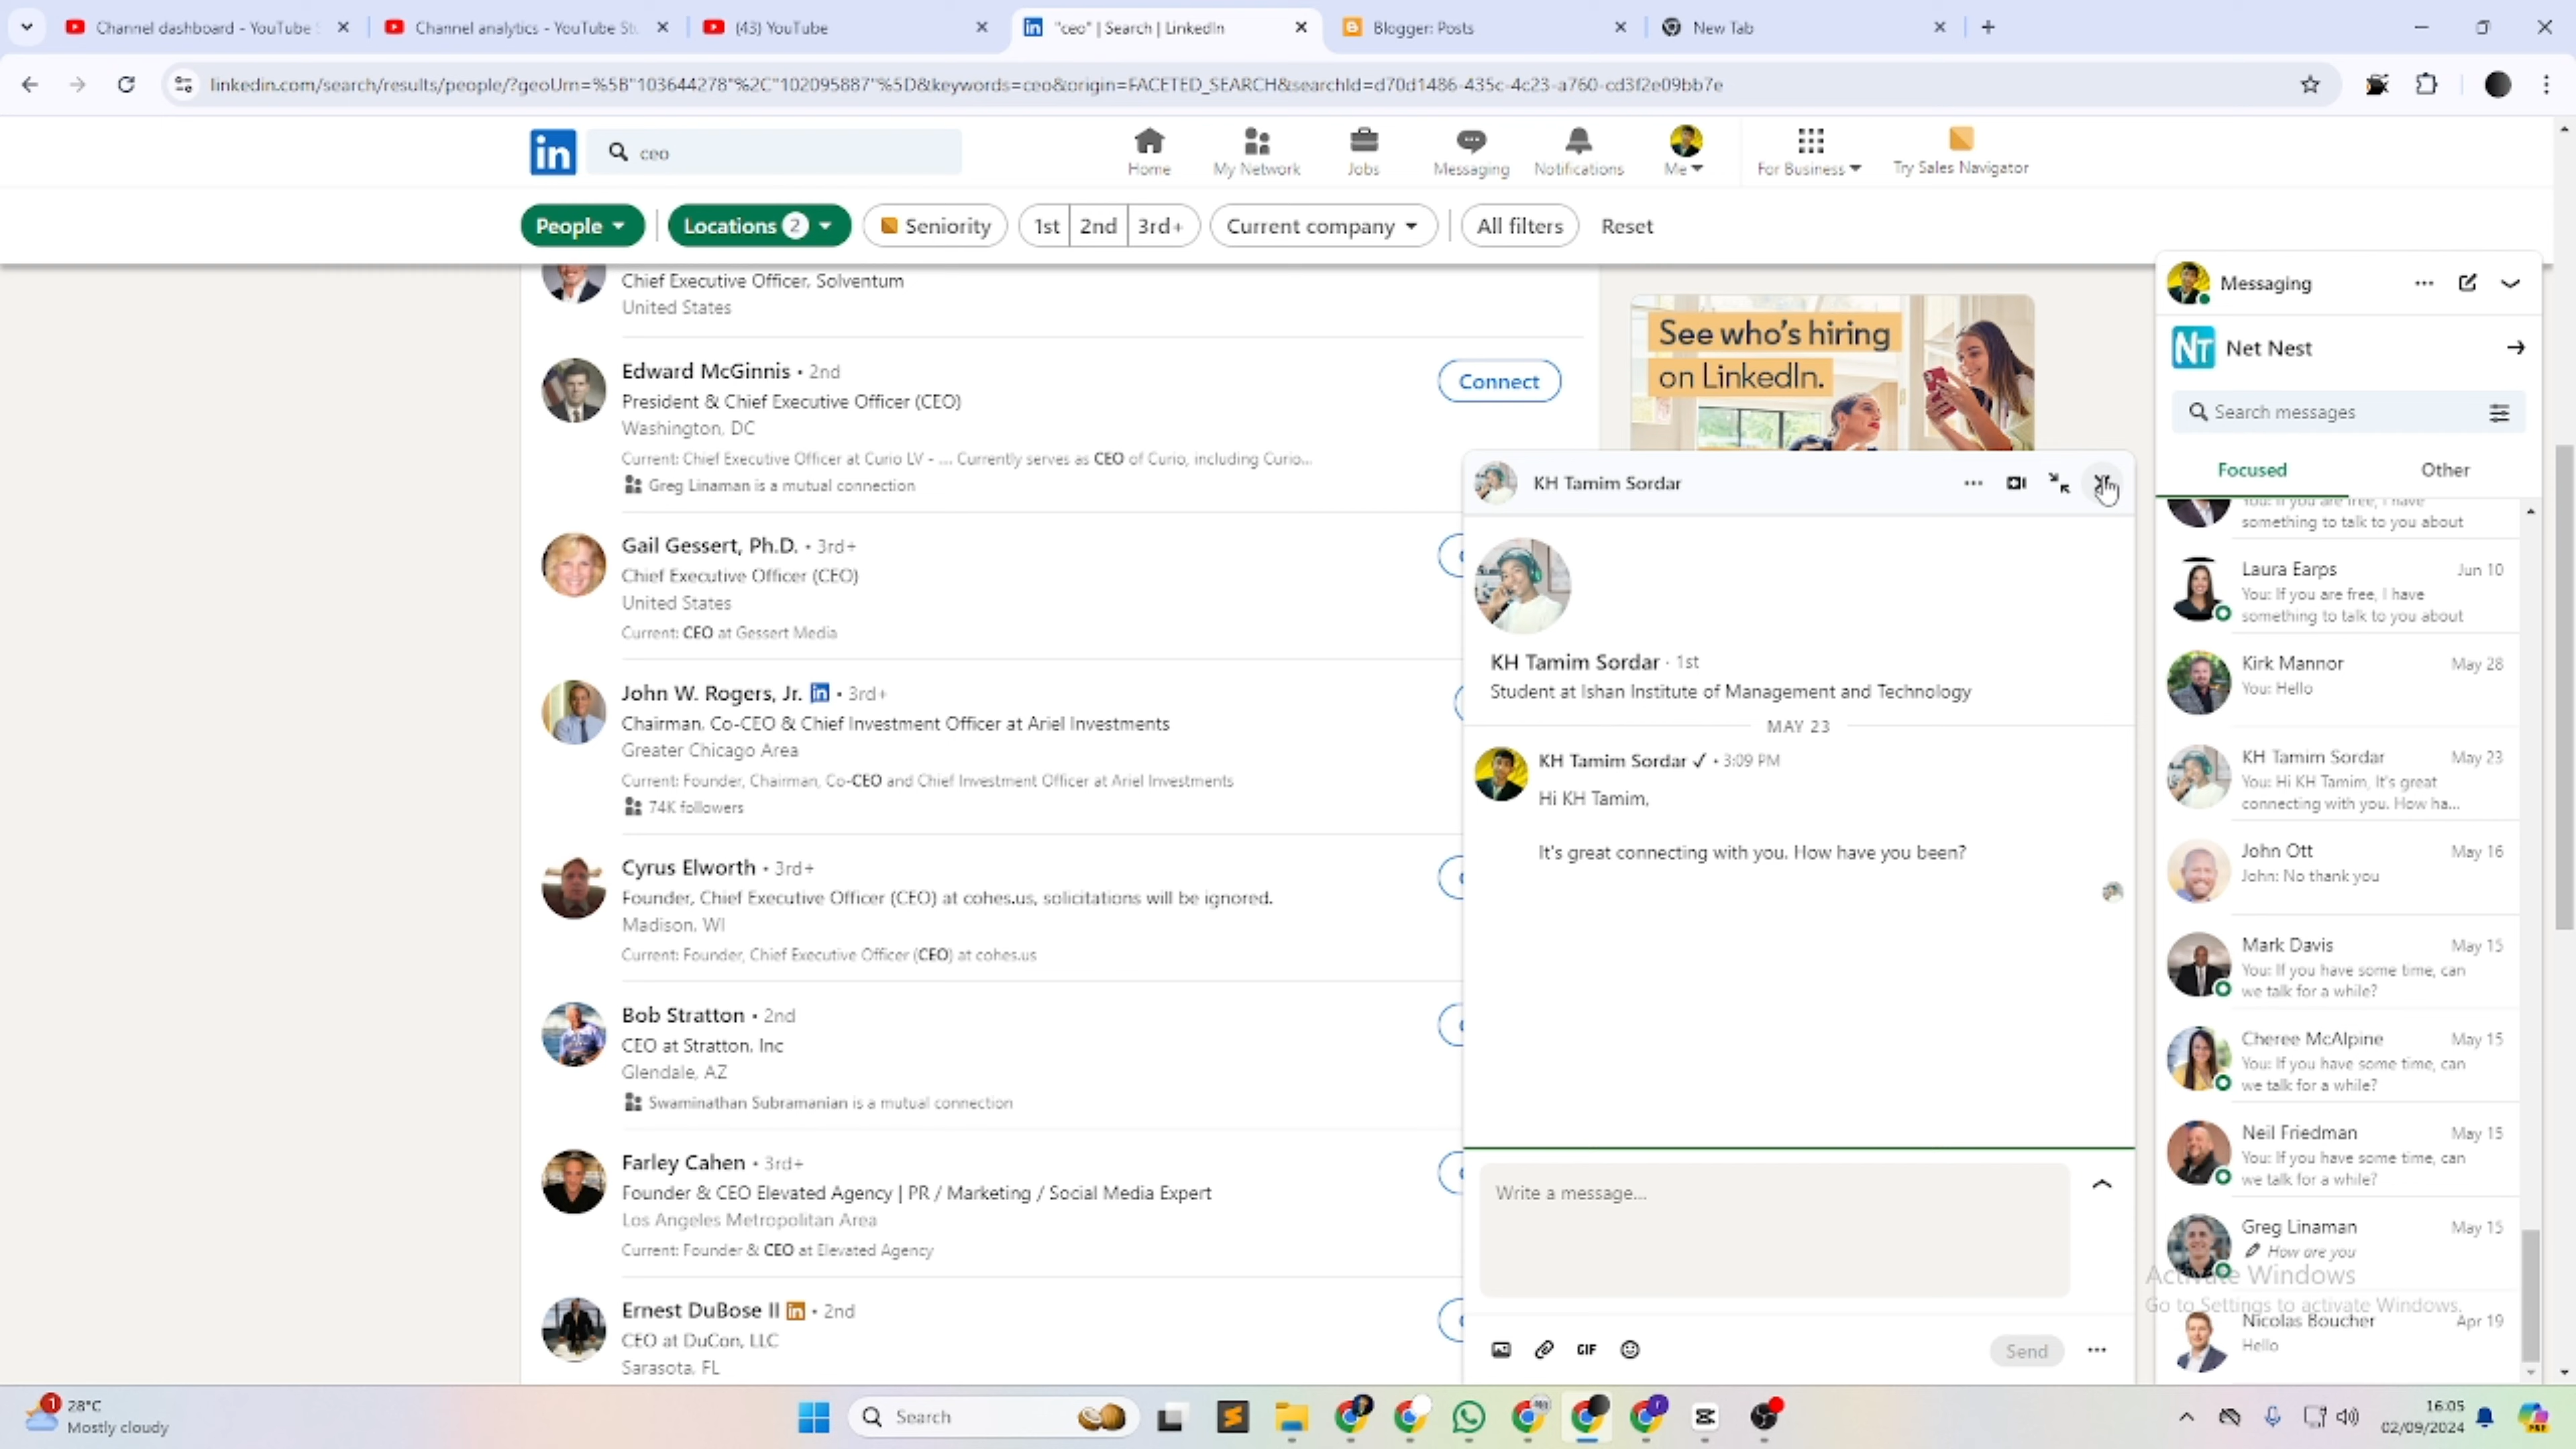 Channel dashboard - YouTube S
Channel analytics - YouTube Stu
(43) YouTube
"ceo" | Search | LinkedIn
Blogger: Posts
New Tab
linkedin.com/search/results/people/?geoUrn=%5B"103644278"%2C"102095887"%5D&keywords=ceo&origin=FACETED_SEARCH&searchId=d70d1486-435c-4c23-a760-cd3f2e09bb7e
in
ceo
Home
My Network
Jobs
Messaging
Notifications
Me
For Business
Try Sales Navigator
People
Locations 2
Seniority
1st
2nd
3rd+
Current company
All filters
Reset
Chief Executive Officer, Solventum
United States
Edward McGinnis • 2nd
President & Chief Executive Officer (CEO)
Washington, DC
Current: Chief Executive Officer at Curio LV - ... Currently serves as CEO of Curio, including Curio...
Greg Linaman is a mutual connection
Connect
Gail Gessert, Ph.D. • 3rd+
Chief Executive Officer (CEO)
United States
Current: CEO at Gessert Media
John W. Rogers, Jr. in • 3rd+
Chairman, Co-CEO & Chief Investment Officer at Ariel Investments
Greater Chicago Area
Current: Founder, Chairman, Co-CEO and Chief Investment Officer at Ariel Investments
74K followers
Cyrus Elworth • 3rd+
Founder, Chief Executive Officer (CEO) at cohes.us, solicitations will be ignored.
Madison, WI
Current: Founder, Chief Executive Officer (CEO) at cohes.us
Bob Stratton • 2nd
CEO at Stratton, Inc
Glendale, AZ
Swaminathan Subramanian is a mutual connection
Farley Cahen • 3rd+
Founder & CEO Elevated Agency | PR / Marketing / Social Media Expert
Los Angeles Metropolitan Area
Current: Founder & CEO at Elevated Agency
Ernest DuBose II in • 2nd
CEO at DuCon, LLC
Sarasota, FL
See who's hiring
on LinkedIn.
KH Tamim Sordar
KH Tamim Sordar · 1st
Student at Ishan Institute of Management and Technology
MAY 23
KH Tamim Sordar ✓ • 3:09 PM
Hi KH Tamim,
It's great connecting with you. How have you been?
Write a message...
GIF
Send
Messaging
NT Net Nest
Search messages
Focused
Other
You: If you are free, I have
something to talk to you about
Laura Earps Jun 10
You: If you are free, I have
something to talk to you about
Kirk Mannor May 28
You: Hello
KH Tamim Sordar May 23
You: Hi KH Tamim, It's great
connecting with you. How ha...
John Ott May 16
John: No thank you
Mark Davis May 15
You: If you have some time, can
we talk for a while?
Cheree McAlpine May 15
You: If you have some time, can
we talk for a while?
Neil Friedman May 15
You: If you have some time, can
we talk for a while?
Greg Linaman May 15
How are you
Activate Windows
Go to Settings to activate Windows.
Nicolas Boucher Apr 19
Hello
1
28°C
Mostly cloudy
Search
16:05
02/09/2024